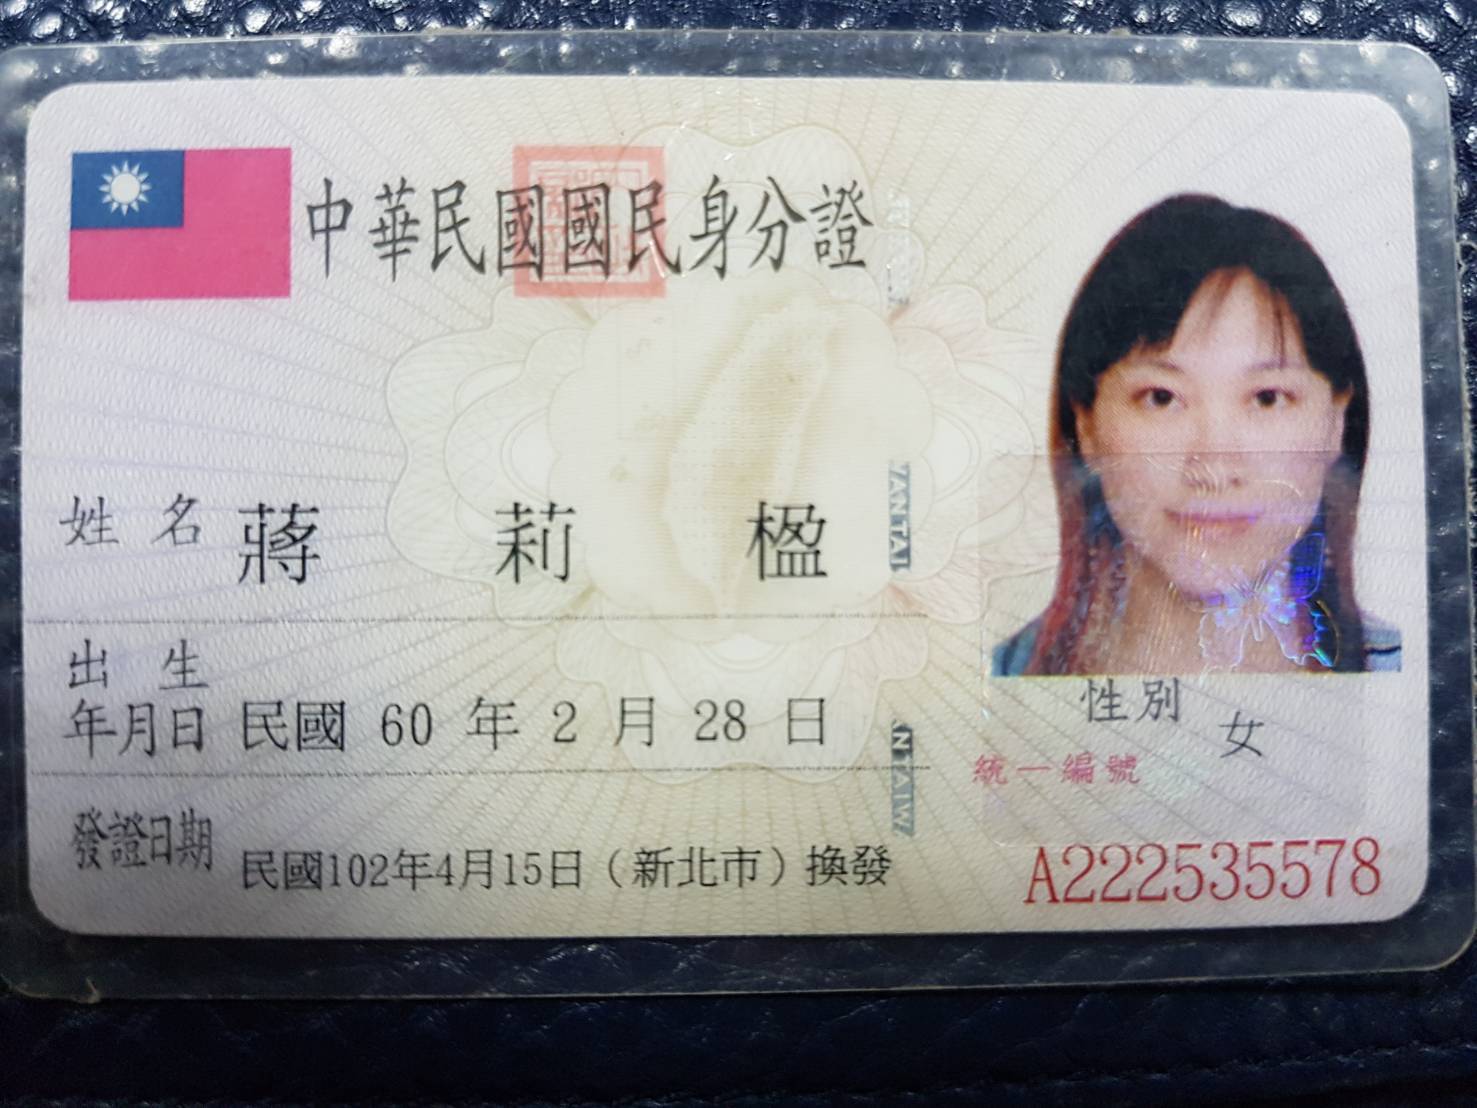 中華民國國民身分證
姓名 蔣莉楹
出生年月日 民國 60 年 2 月 28 日
性別 女
統一編號
A222535578
發證日期 民國102年4月15日（新北市）換發
TAIWAN
TAIWAN